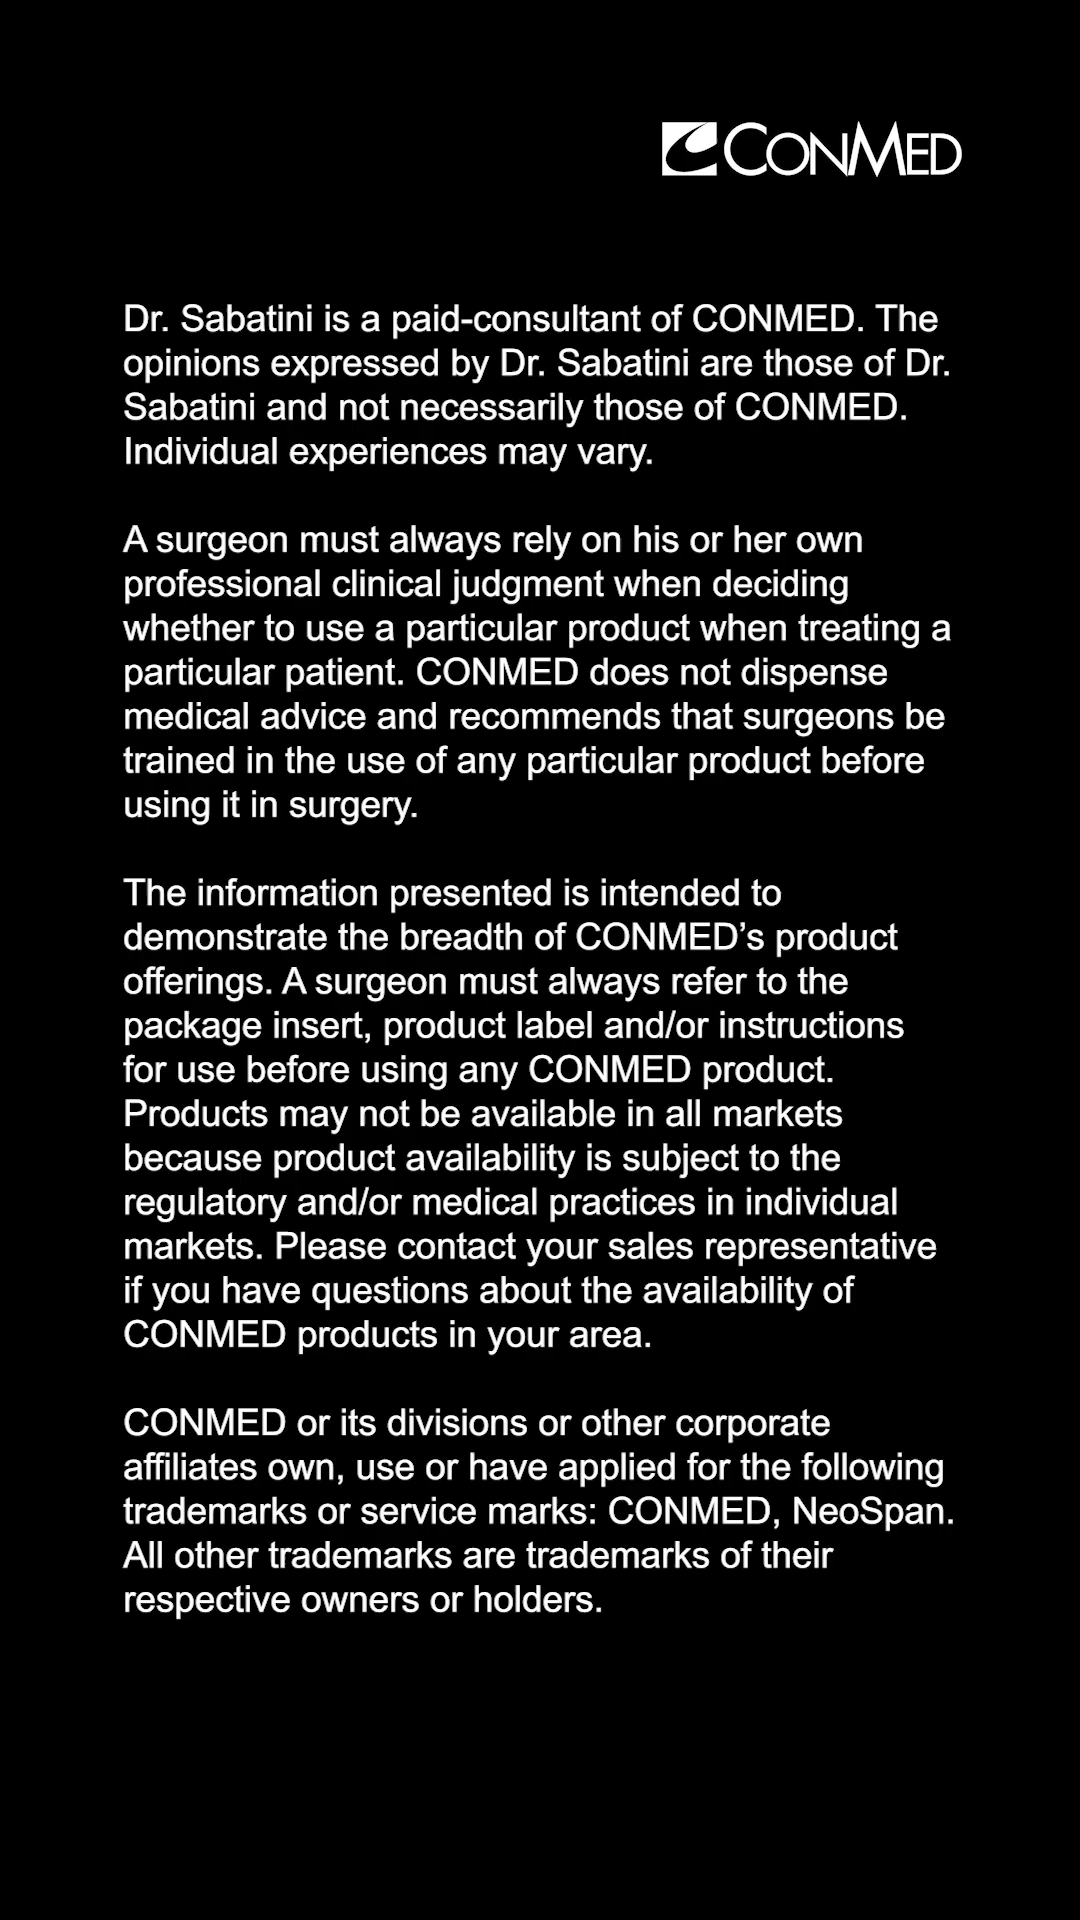 CONMED
Dr. Sabatini is a paid-consultant of CONMED. The
opinions expressed by Dr. Sabatini are those of Dr.
Sabatini and not necessarily those of CONMED.
Individual experiences may vary.
A surgeon must always rely on his or her own
professional clinical judgment when deciding
whether to use a particular product when treating a
particular patient. CONMED does not dispense
medical advice and recommends that surgeons be
trained in the use of any particular product before
using it in surgery.
The information presented is intended to
demonstrate the breadth of CONMED’s product
offerings. A surgeon must always refer to the
package insert, product label and/or instructions
for use before using any CONMED product.
Products may not be available in all markets
because product availability is subject to the
regulatory and/or medical practices in individual
markets. Please contact your sales representative
if you have questions about the availability of
CONMED products in your area.
CONMED or its divisions or other corporate
affiliates own, use or have applied for the following
trademarks or service marks: CONMED, NeoSpan.
All other trademarks are trademarks of their
respective owners or holders.